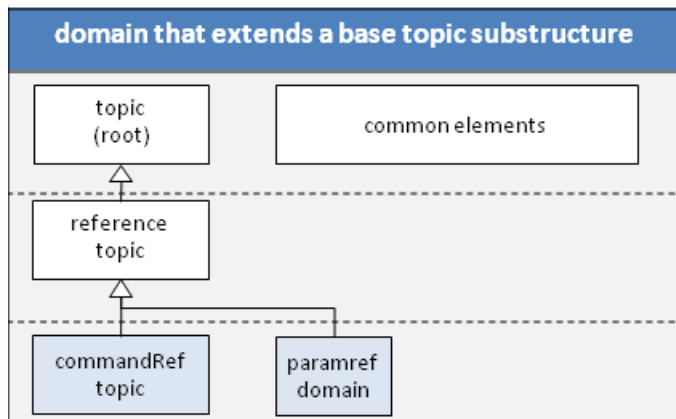 domain that extends a base topic substructure
topic
(root)
common elements
reference
topic
commandRef
topic
paramref
domain